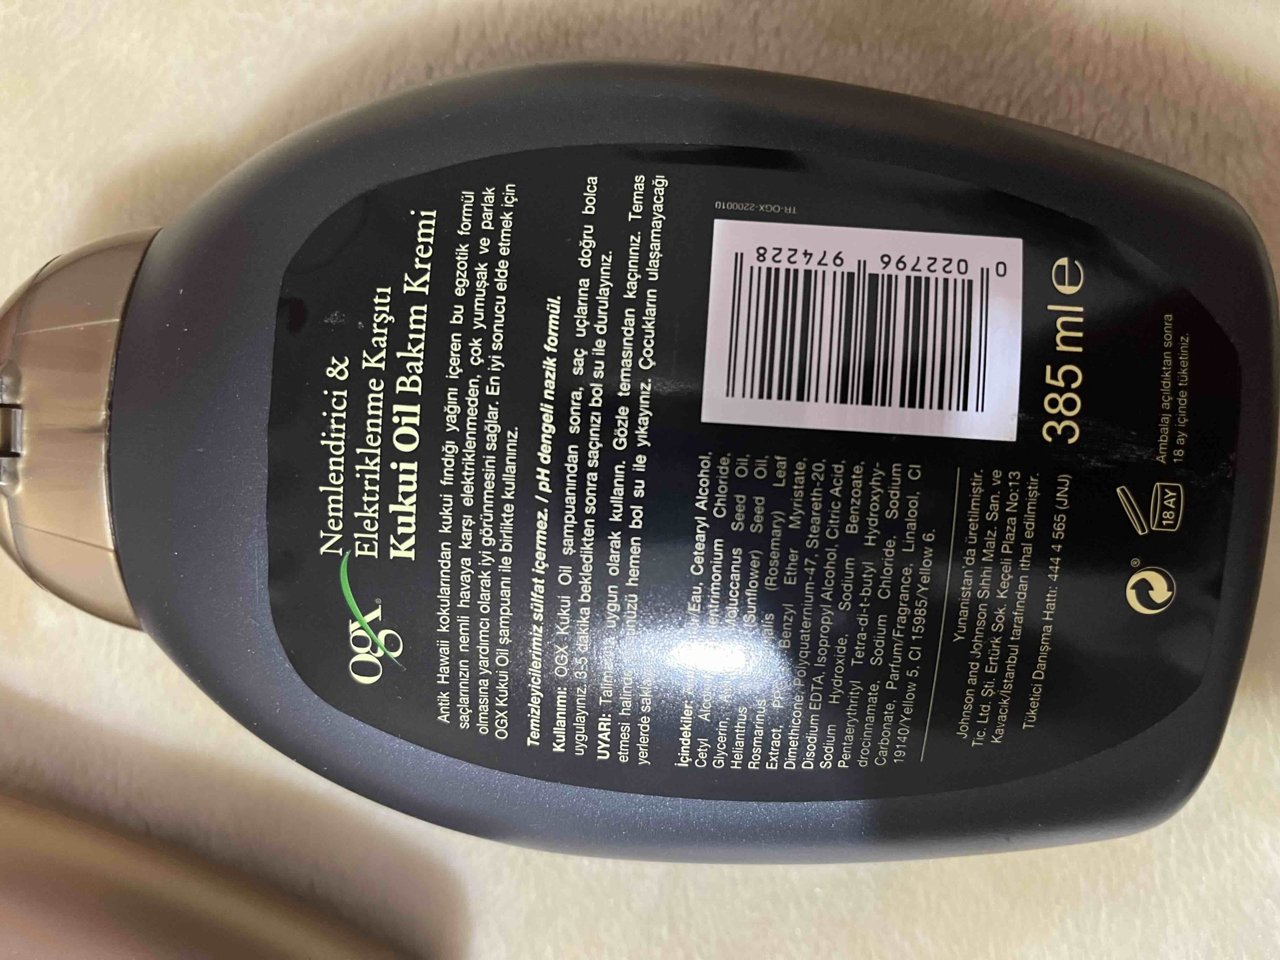 ogx®
Nemlendirici &
Elektriklenme Karşıtı
Kukui Oil Bakım Kremi
Antik Hawaii kokularından kukui fındığı yağını içeren bu egzotik formül
saçlarınızın nemli havaya karşı elektriklenmeden, çok yumuşak ve parlak
olmasına yardımcı olarak iyi görünmesini sağlar. En iyi sonucu elde etmek için
OGX Kukui Oil şampuanı ile birlikte kullanınız.
Temizleyicilerimiz sülfat içermez. / pH dengeli nazik formül.
Kullanımı: OGX Kukui Oil şampuanından sonra, saç uçlarına doğru bolca
uygulayınız. 3-5 dakika bekledikten sonra saçınızı bol su ile durulayınız.
UYARI: uygun olarak kullanın. Gözle temasından kaçınınız. Temas
etmesi halinde hemen bol su ile yıkayınız. Çocukların ulaşamayacağı
yerlerde
İçindekiler: /Eau, Cetearyl Alcohol,
Cetyl Chloride,
Glycerin, Moluccanus Seed Oil,
Helianthus (Sunflower) Seed Oil,
Rosmarinus (Rosemary) Leaf
Extract, Benzyl Ether Myristate,
Dimethicone, Polyquaternium-47, Steareth-20,
Disodium EDTA, Isopropyl Alcohol, Citric Acid,
Sodium Hydroxide, Sodium Benzoate,
Pentaerythrityl Tetra-di-t-butyl Hydroxyhy-
drocinnamate, Sodium Chloride, Sodium
Carbonate, Parfum/Fragrance, Linalool, CI
19140/Yellow 5, CI 15985/Yellow 6.
Yunanistan'da üretilmiştir.
Johnson and Johnson Sıhhi Malz. San. ve
Tic. Ltd. Şti. Ertürk Sok. Keçeli Plaza No:13
Kavacık/İstanbul tarafından ithal edilmiştir.
Tüketici Danışma Hattı: 444 4 565 (JNJ)
TR-OGX-2200010
0 022796 974228
385 ml e
18 AY
Ambalaj açıldıktan sonra
18 ay içinde tüketiniz.